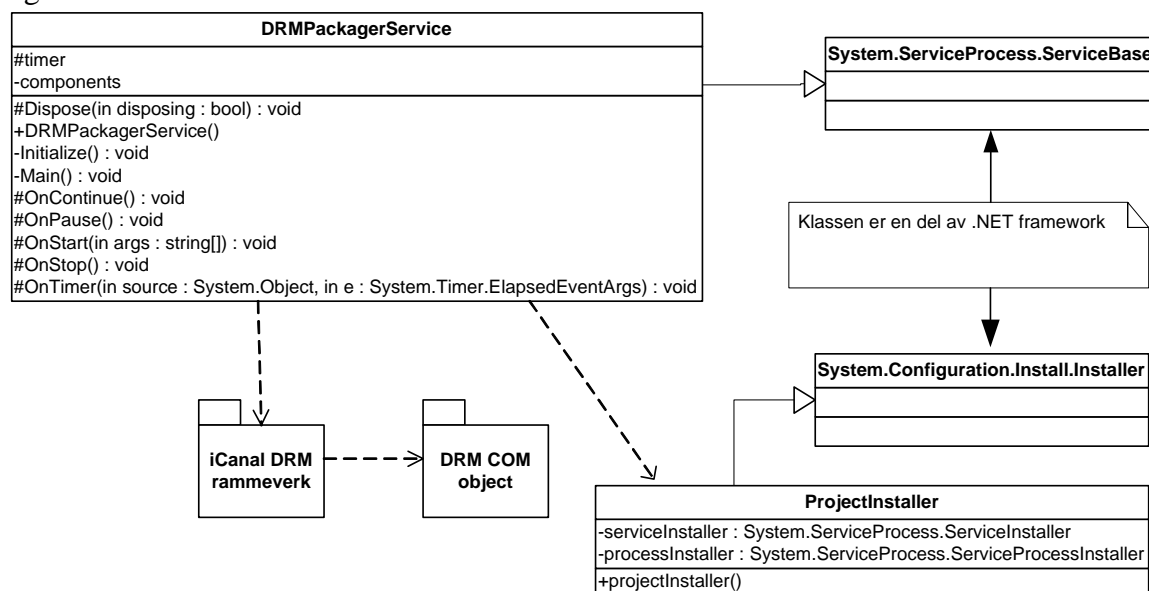 DRMPackagerService
#timer
-components
#Dispose(in disposing : bool) : void
+DRMPackagerService()
-Initialize() : void
-Main() : void
#OnContinue() : void
#OnPause() : void
#OnStart(in args : string[]) : void
#OnStop() : void
#OnTimer(in source : System.Object, in e : System.Timer.ElapsedEventArgs) : void
System.ServiceProcess.ServiceBase
Klassen er en del av .NET framework
System.Configuration.Install.Installer
iCanal DRM
rammeverk
DRM COM
object
ProjectInstaller
-serviceInstaller : System.ServiceProcess.ServiceInstaller
-processInstaller : System.ServiceProcess.ServiceProcessInstaller
+projectInstaller()